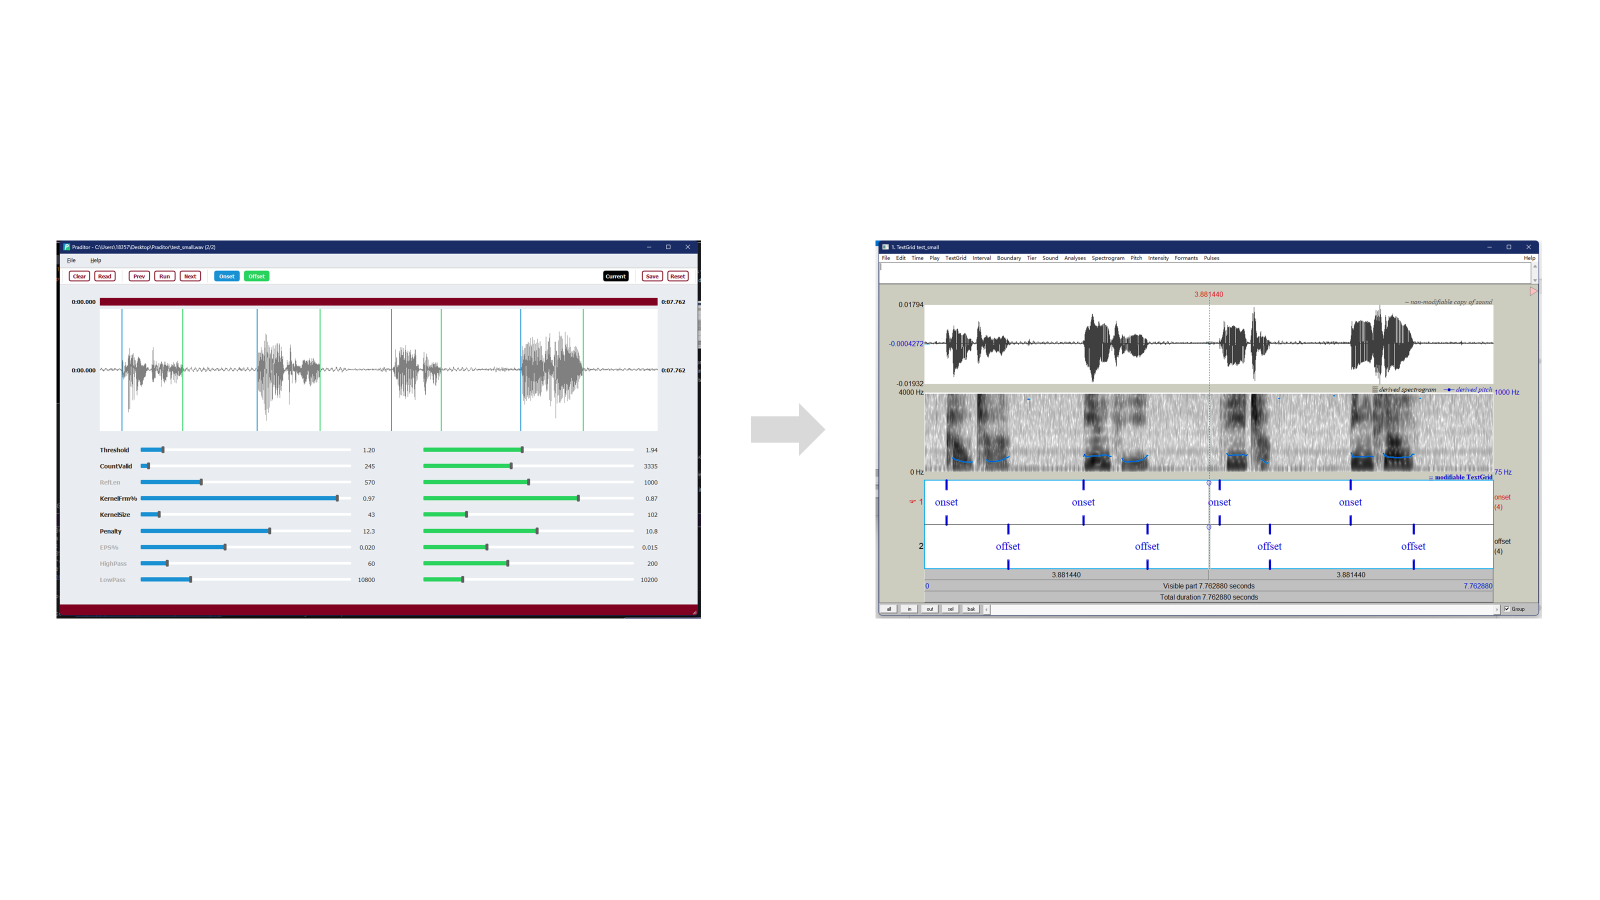 Praditor - C:\Users\18357\Desktop\Praditor\test_small.wav (2/2)
File Help
Clear Read Prev Run Next Onset Offset Current Save Reset
0:00.000 0:07.762
0:00.000 0:07.762
Threshold 1.20 1.94
CountValid 245 3335
RefLen 570 1000
KernelFrm% 0.97 0.87
KernelSize 43 102
Penalty 12.3 10.8
EPS% 0.020 0.015
HighPass 60 200
LowPass 10800 10200
1. TextGrid test_small
File Edit Time Play TextGrid Interval Boundary Tier Sound Analyses Spectrogram Pitch Intensity Formants Pulses Help
3.881440
0.01794 ~ non-modifiable copy of sound
-0.0004272
-0.01932
4000 Hz derived spectrogram derived pitch 1000 Hz
0 Hz 75 Hz
modifiable TextGrid
1 onset onset onset onset onset
(4)
2 offset offset offset offset offset
(4)
3.881440 3.881440
0 Visible part 7.762880 seconds 7.762880
Total duration 7.762880 seconds
all in out sel bak Group